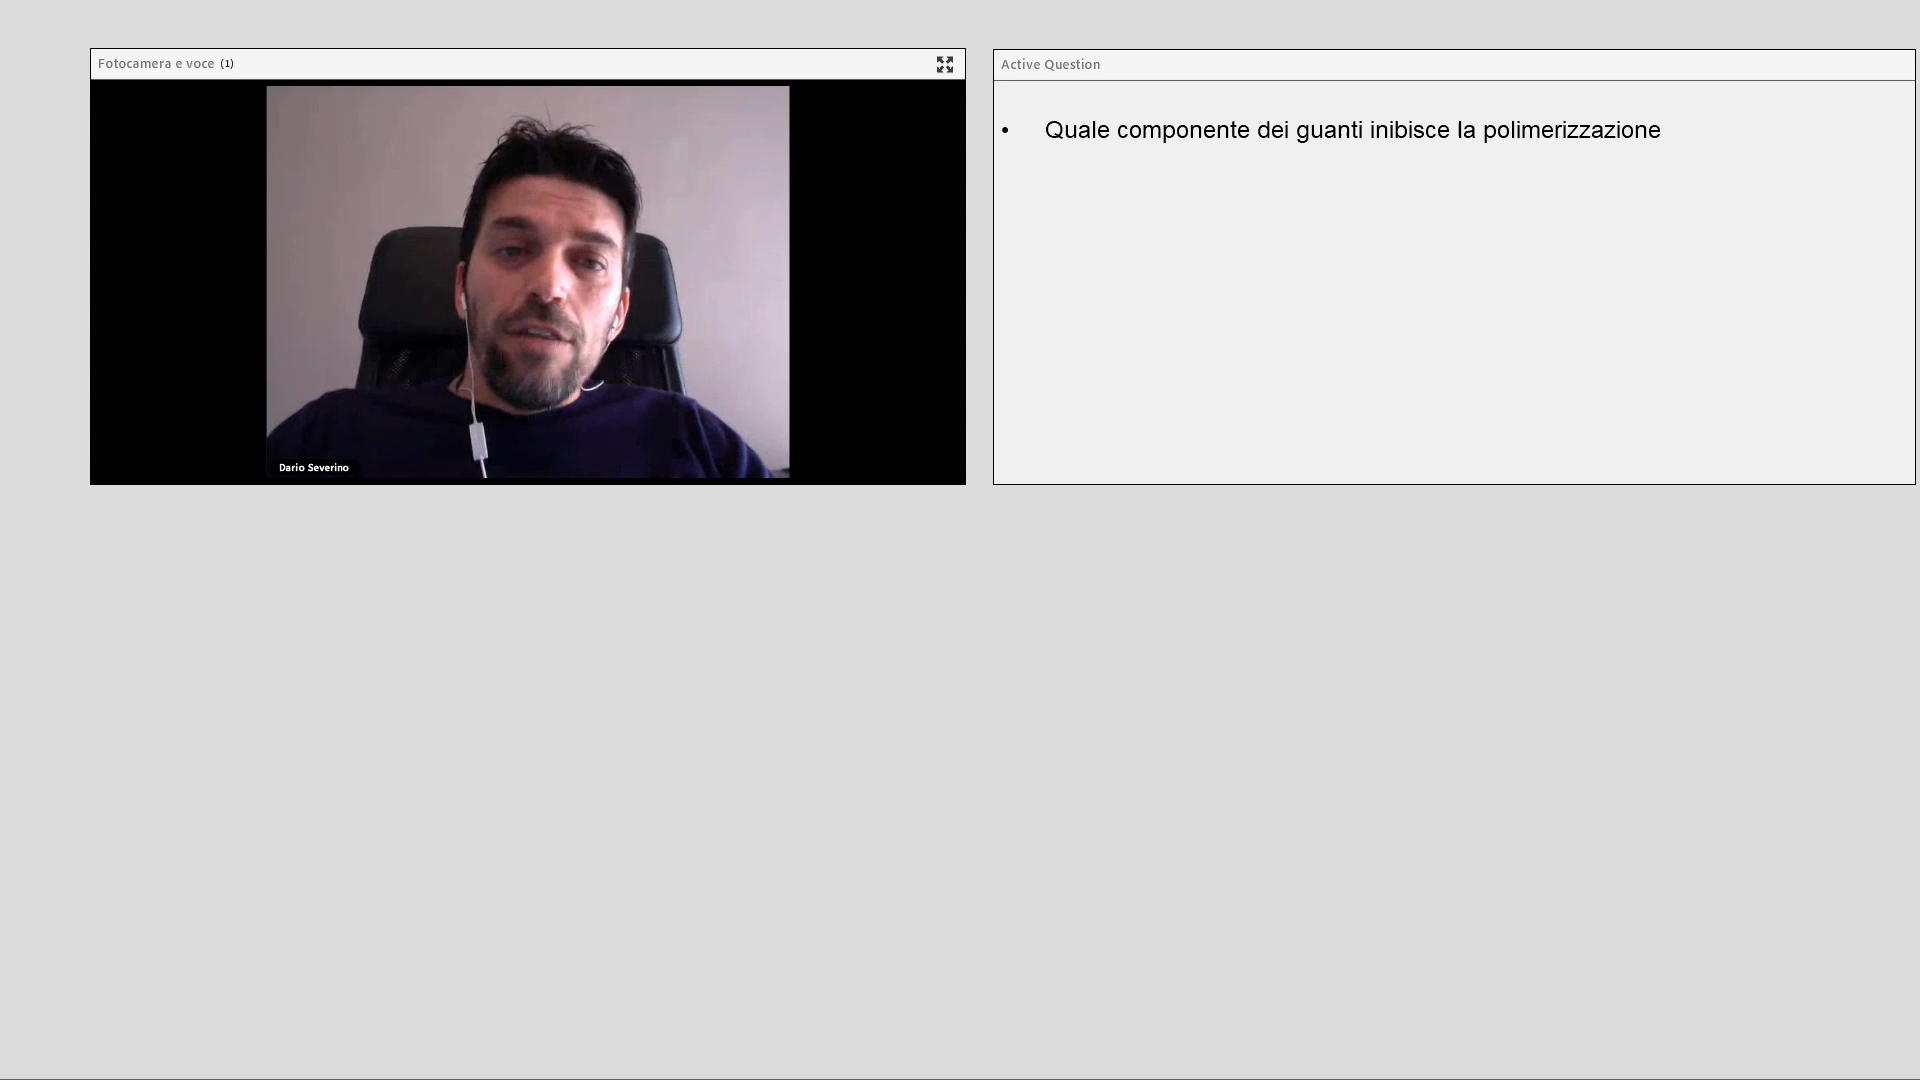 Fotocamera e voce (1)
Dario Severino
Active Question
• Quale componente dei guanti inibisce la polimerizzazione